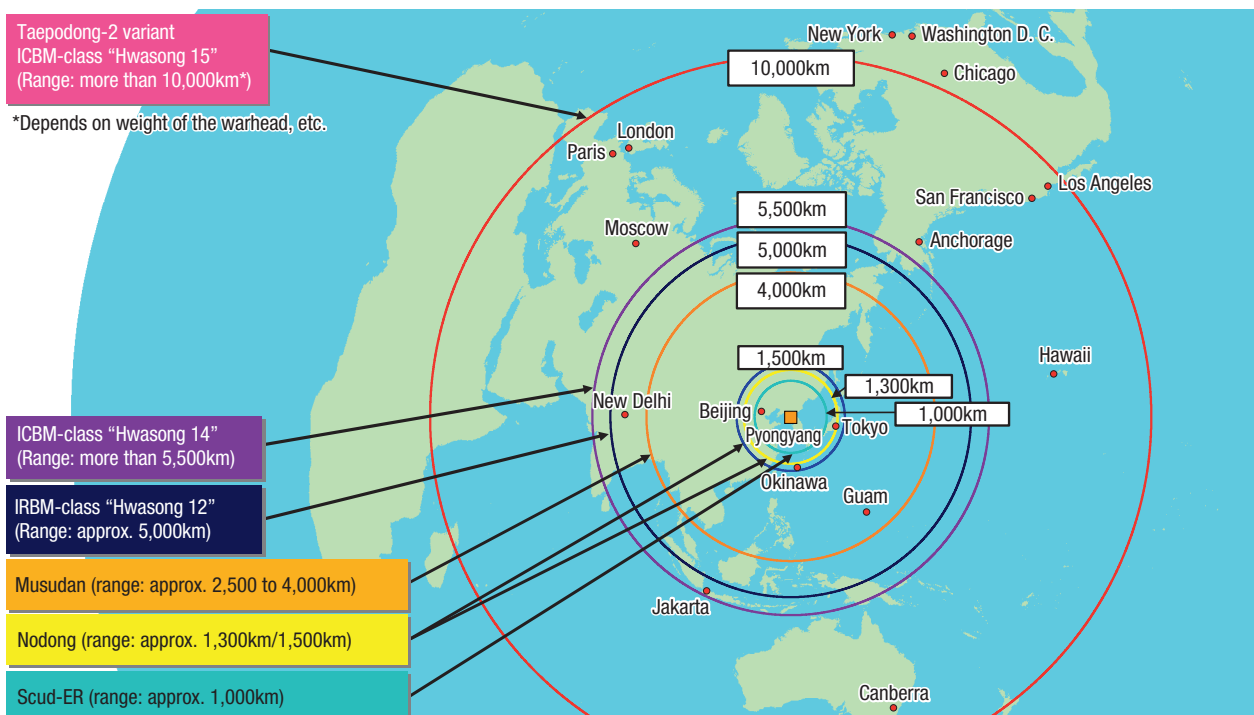 Taepodong-2 variant
ICBM-class “Hwasong 15”
(Range: more than 10,000km*)
*Depends on weight of the warhead, etc.
New York
Washington D. C.
10,000km
Chicago
London
Paris
Los Angeles
San Francisco
5,500km
Moscow
Anchorage
5,000km
4,000km
1,500km
Hawaii
1,300km
New Delhi
Beijing
1,000km
Pyongyang
Tokyo
ICBM-class “Hwasong 14”
(Range: more than 5,500km)
Okinawa
Guam
IRBM-class “Hwasong 12”
(Range: approx. 5,000km)
Musudan (range: approx. 2,500 to 4,000km)
Jakarta
Nodong (range: approx. 1,300km/1,500km)
Scud-ER (range: approx. 1,000km)
Canberra